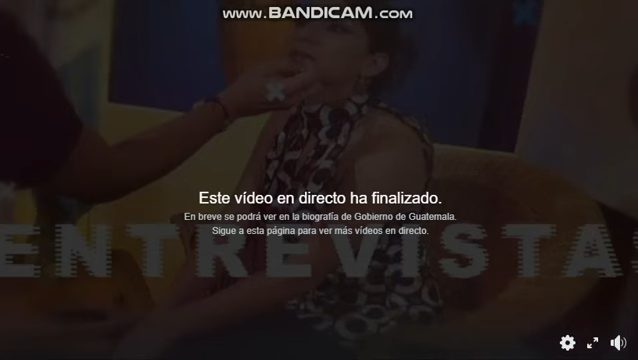 www.BANDICAM.com
Este vídeo en directo ha finalizado.
En breve se podrá ver en la biografía de Gobierno de Guatemala.
Sigue a esta página para ver más vídeos en directo.
ENTREVISTA